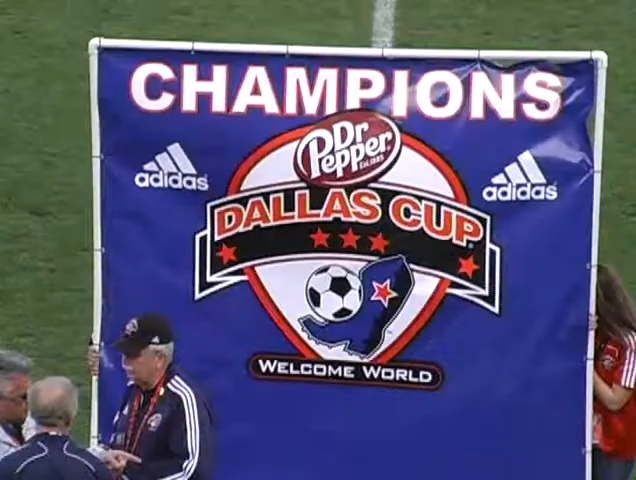 CHAMPIONS
Dr Pepper
adidas
adidas
DALLAS CUP
WELCOME WORLD